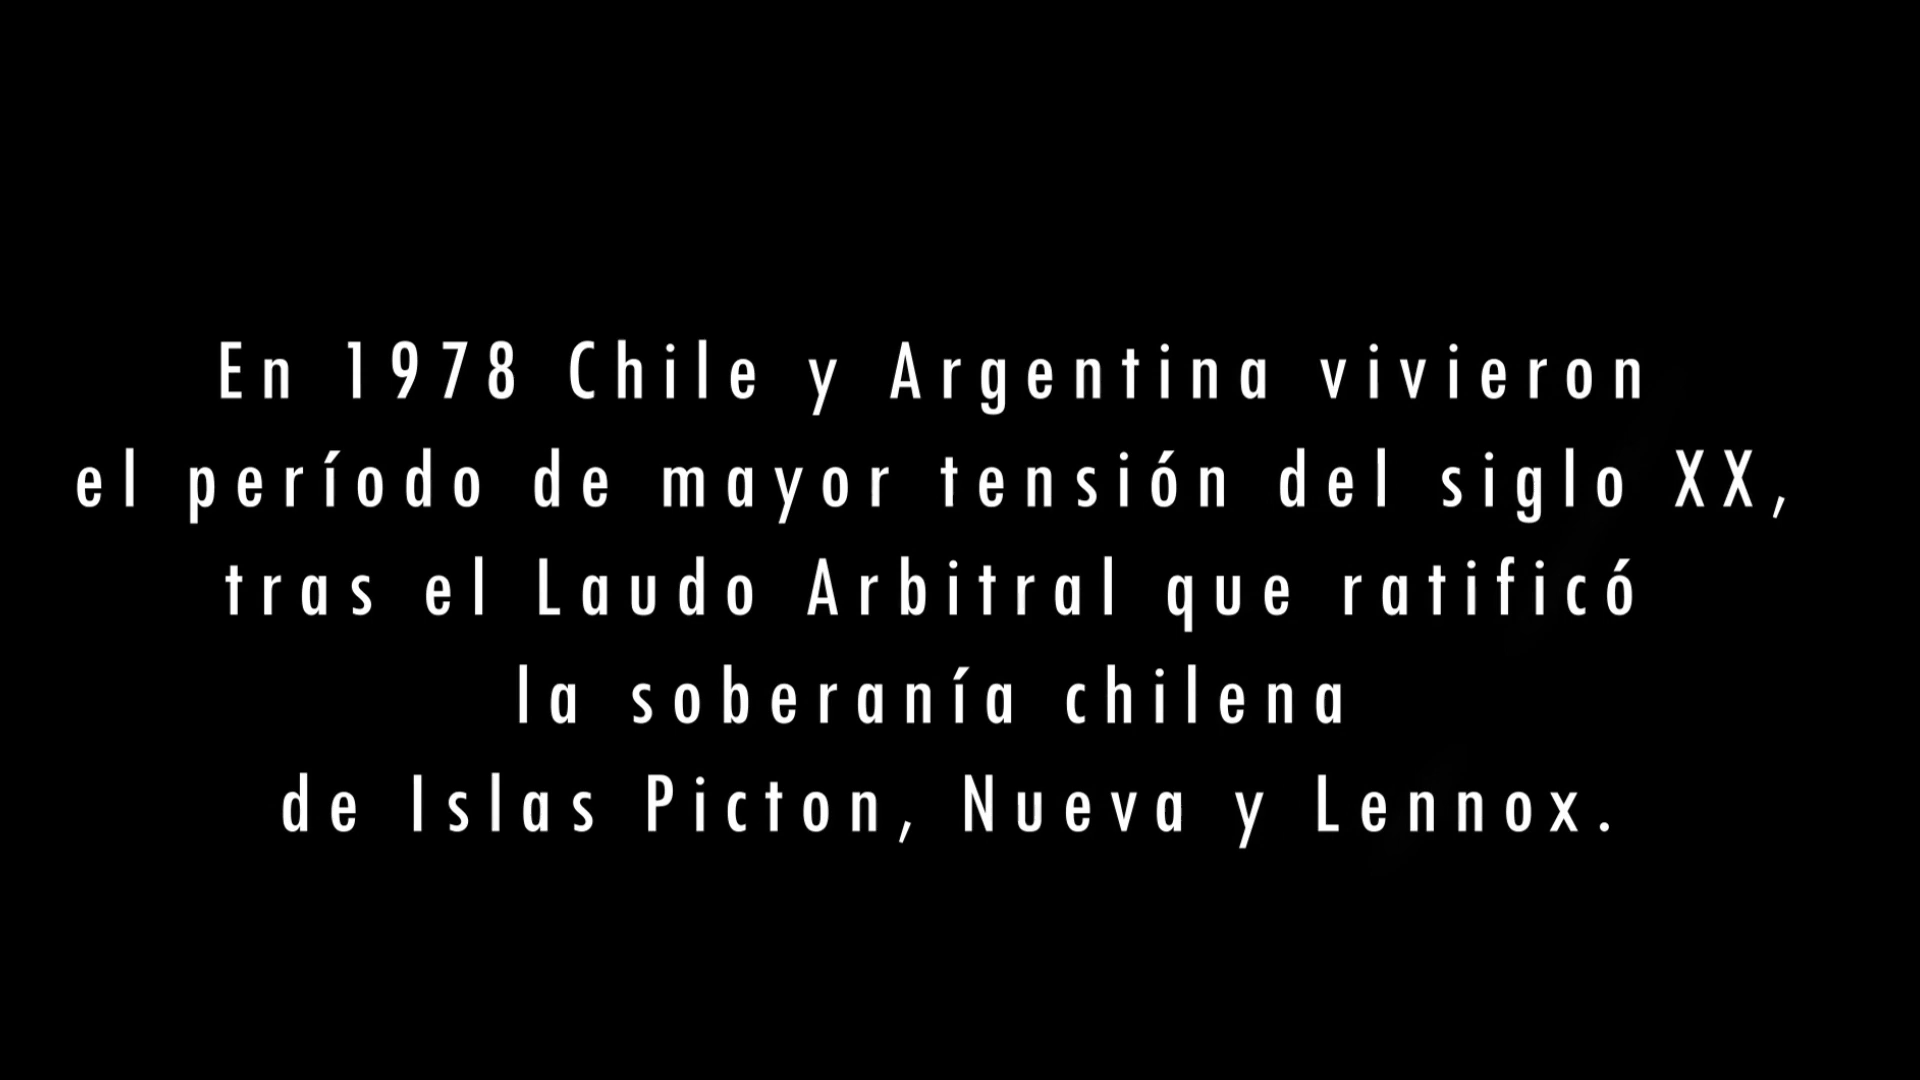 En 1978 Chile y Argentina vivieron
el período de mayor tensión del siglo XX,
tras el Laudo Arbitral que ratificó
la soberanía chilena
de Islas Picton, Nueva y Lennox.